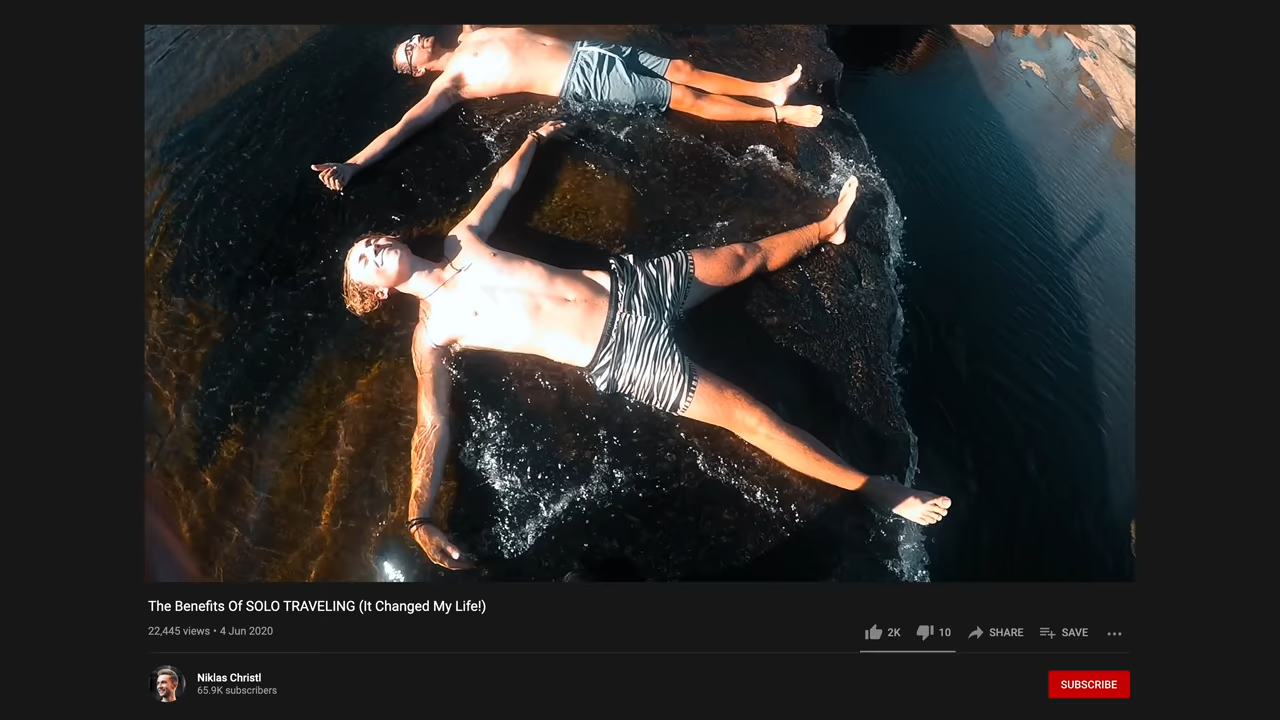 The Benefits Of SOLO TRAVELING (It Changed My Life!)
22,445 views • 4 Jun 2020
2K 10 SHARE SAVE
Niklas Christl
65.9K subscribers
SUBSCRIBE